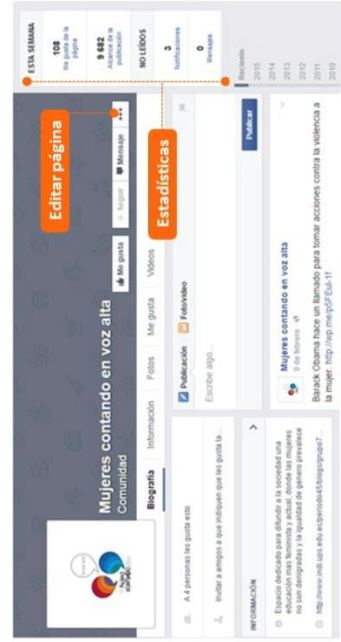 Editar página
Mujeres contando en voz alta
Comunidad
Me gusta
+ Seguir
Mensaje
•••
Biografía
Información
Fotos
Me gusta
Videos
ESTA SEMANA
108
Me gusta de la
página
9 682
Alcance de la
publicación
NO LEÍDOS
3
Notificaciones
0
Mensajes
Estadísticas
Reciente
2015
2014
2013
2012
2011
2010
A 4 personas les gusta esto
Invitar a amigos a que indiquen que les gusta la...
INFORMACIÓN
Espacio dedicado para difundir a la sociedad una
educación mas feminista y actual, donde las mujeres
no son denigradas y la igualdad de genero prevalece
http://www.indi.ups.edu.ec/periodo45/blogs/grupo7...
Publicación
Foto/video
Escribe algo...
Publicar
Mujeres contando en voz alta
9 de febrero
Barack Obama hace un llamado para tomar acciones contra la violencia a
la mujer. http://wp.me/p5FEul-1f